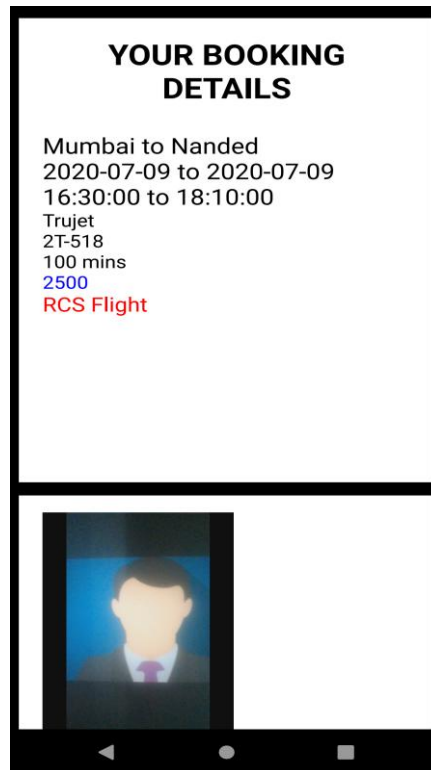 YOUR BOOKING
DETAILS
Mumbai to Nanded
2020-07-09 to 2020-07-09
16:30:00 to 18:10:00
Trujet
2T-518
100 mins
2500
RCS Flight